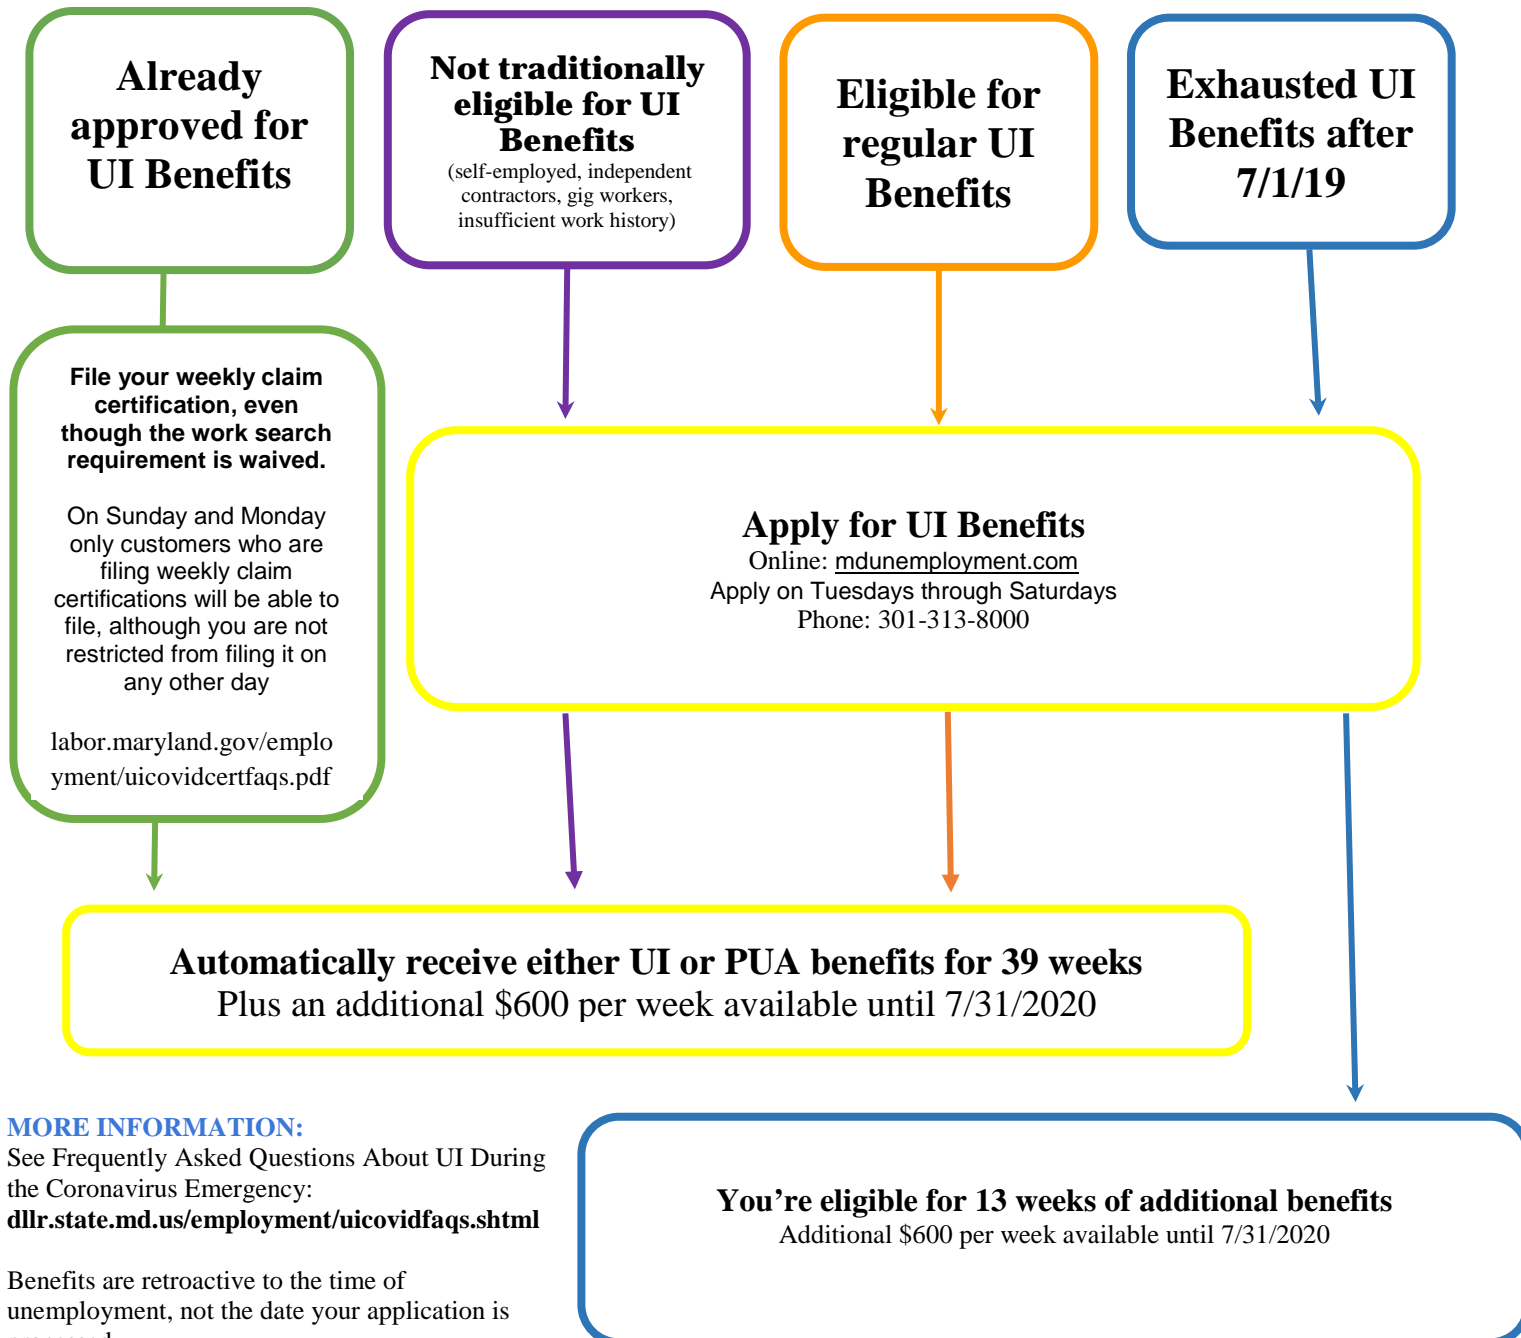 Already
approved for
UI Benefits
Not traditionally
eligible for UI
Benefits
(self-employed, independent
contractors, gig workers,
insufficient work history)
Eligible for
regular UI
Benefits
Exhausted UI
Benefits after
7/1/19
File your weekly claim
certification, even
though the work search
requirement is waived.
On Sunday and Monday
only customers who are
filing weekly claim
certifications will be able to
file, although you are not
restricted from filing it on
any other day
labor.maryland.gov/emplo
yment/uicovidcertfaqs.pdf
Apply for UI Benefits
Online: mdunemployment.com
Apply on Tuesdays through Saturdays
Phone: 301-313-8000
Automatically receive either UI or PUA benefits for 39 weeks
Plus an additional $600 per week available until 7/31/2020
MORE INFORMATION:
See Frequently Asked Questions About UI During
the Coronavirus Emergency:
dllr.state.md.us/employment/uicovidfaqs.shtml
Benefits are retroactive to the time of
unemployment, not the date your application is
You’re eligible for 13 weeks of additional benefits
Additional $600 per week available until 7/31/2020